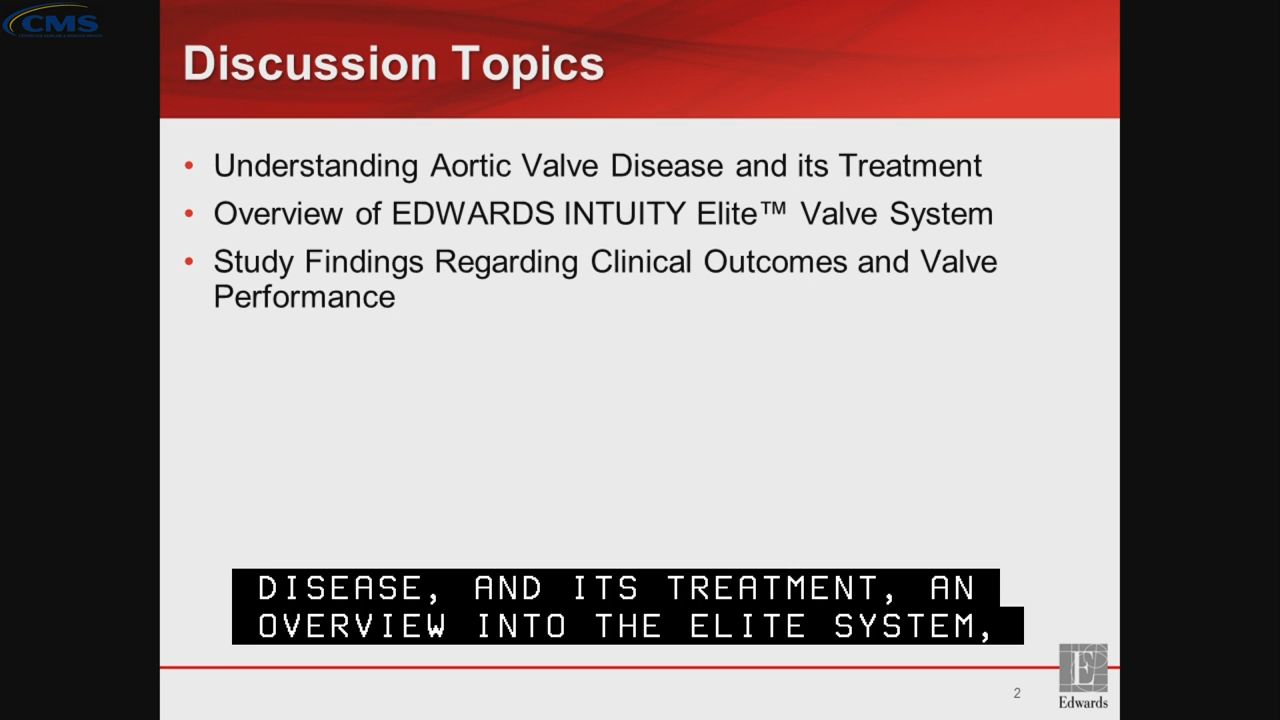 CMS
Discussion Topics
• Understanding Aortic Valve Disease and its Treatment
• Overview of EDWARDS INTUITY Elite™ Valve System
• Study Findings Regarding Clinical Outcomes and Valve
Performance
DISEASE, AND ITS TREATMENT, AN
OVERVIEW INTO THE ELITE SYSTEM,
2
E
Edwards